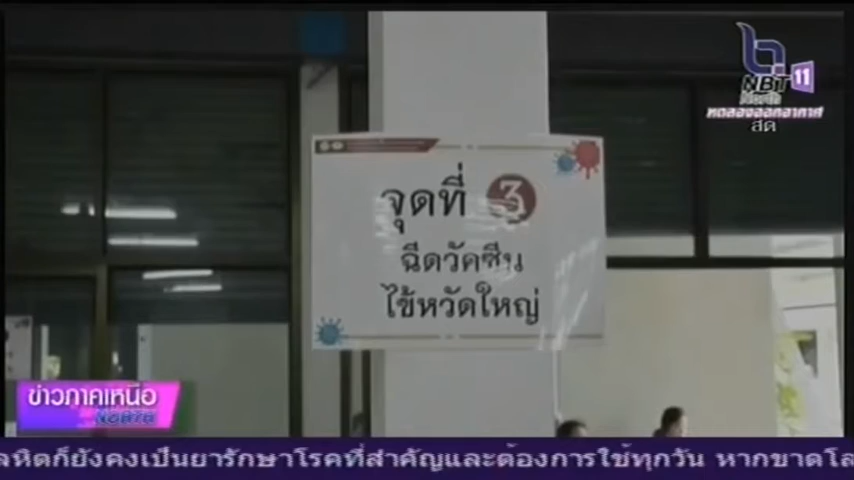 NBT 11
North
ทดลองออกอากาศ
สด
จุดที่ 3
ฉีดวัคซีน
ไข้หวัดใหญ่
ข่าวภาคเหนือ
North
ลหิตก็ยังคงเป็นยารักษาโรคที่สำคัญและต้องการใช้ทุกวัน หากขาดโล